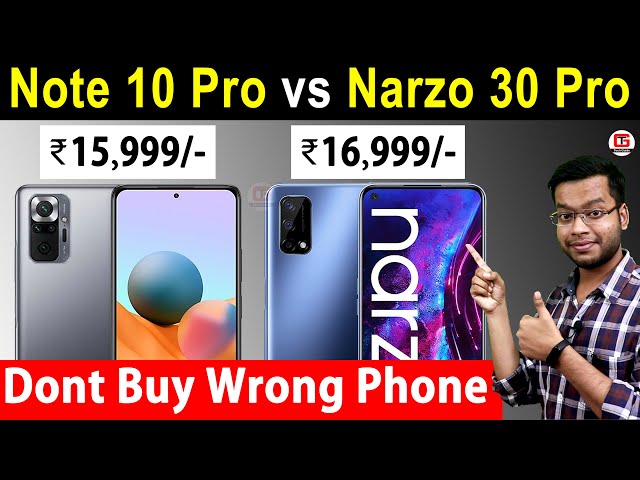 Note 10 Pro vs Narzo 30 Pro
₹15,999/-
₹16,999/-
narzo
Dont Buy Wrong Phone